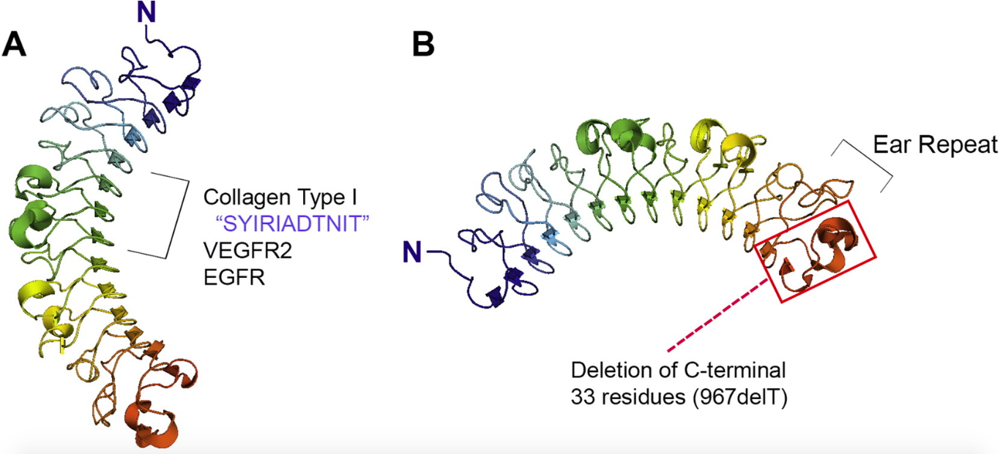 A
N
Collagen Type I
“SYIRIADTNIT”
VEGFR2
EGFR
B
N
Ear Repeat
Deletion of C-terminal
33 residues (967delT)